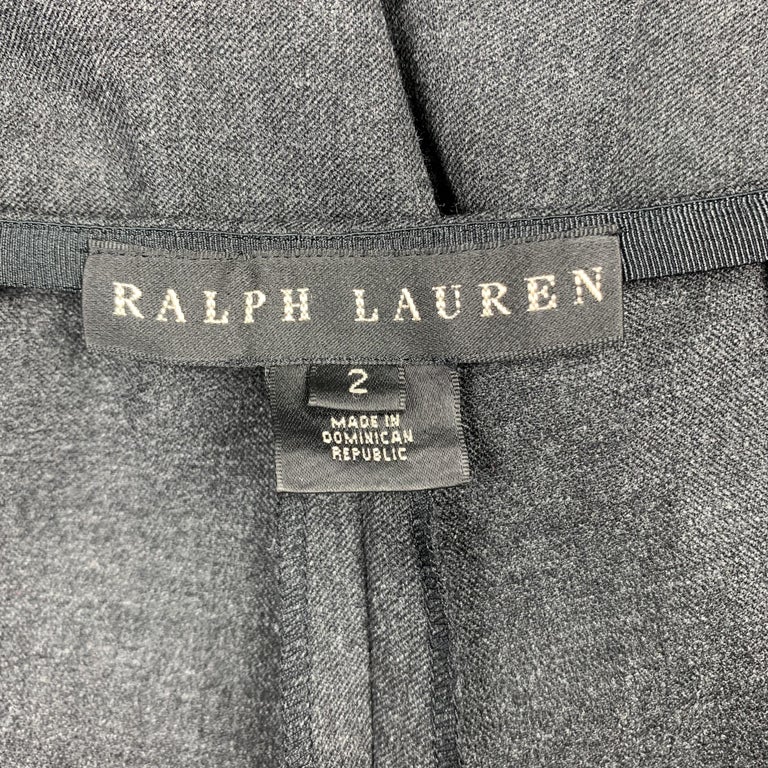 RALPH LAUREN
2
MADE IN
DOMINICAN
REPUBLIC